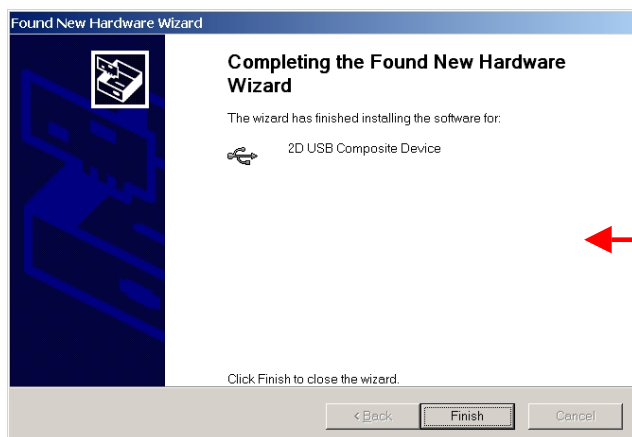 Found New Hardware Wizard
Completing the Found New Hardware
Wizard
The wizard has finished installing the software for:
2D USB Composite Device
Click Finish to close the wizard.
< Back
Finish
Cancel